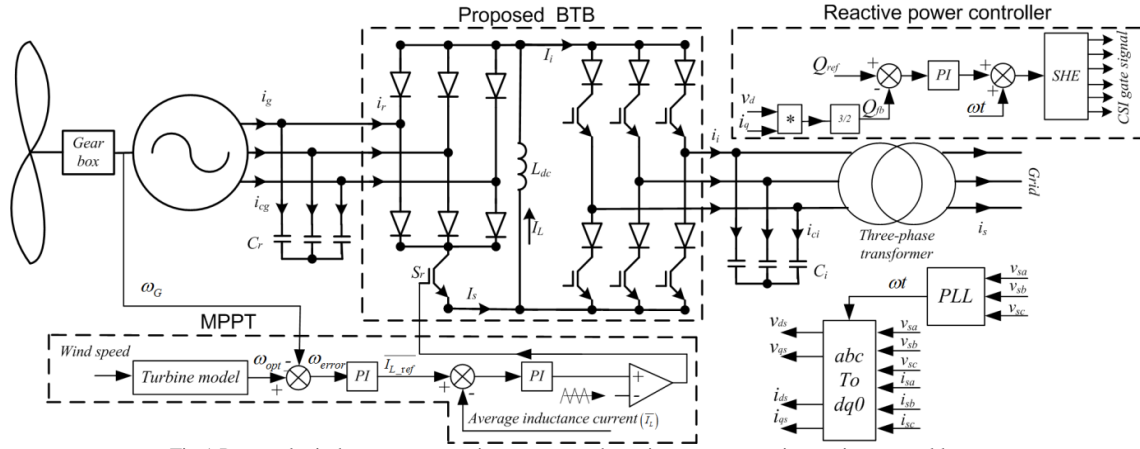 Proposed BTB
Reactive power controller
Gear
box
i_g
i_r
i_cg
C_r
ω_G
S_r
I_i
L_dc
I_L
I_s
i_i
i_ci
C_i
Q_ref
+
-
PI
+
+
SHE
CSI gate signal
v_d
i_q
*
3/2
Q_fb
ωt
Three-phase
transformer
Grid
i_s
MPPT
Wind speed
Turbine model
ω_opt
-
+
ω_error
PI
I_L_ref
+
-
PI
+
-
Average inductance current (I_L)
ωt
PLL
v_sa
v_sb
v_sc
v_ds
v_qs
i_ds
i_qs
abc
To
dq0
v_sa
v_sb
v_sc
i_sa
i_sb
i_sc